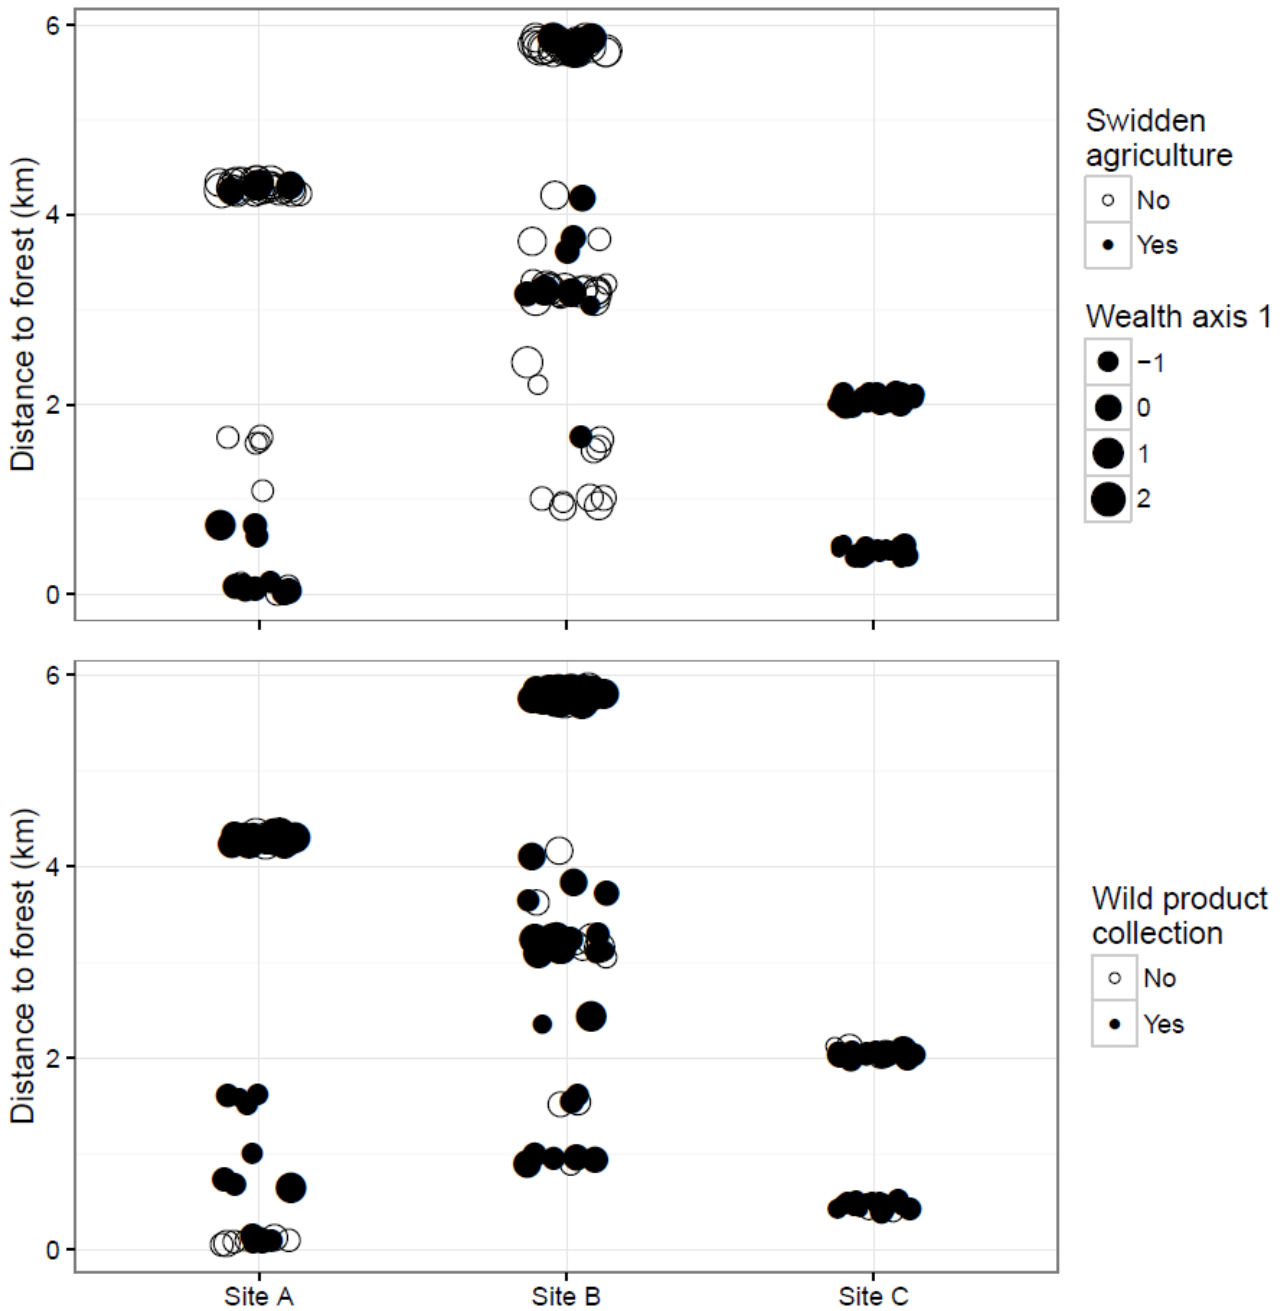 Distance to forest (km)
6
4
2
0
Swidden
agriculture
No
Yes
Wealth axis 1
−1
0
1
2
Distance to forest (km)
6
4
2
0
Wild product
collection
No
Yes
Site A
Site B
Site C